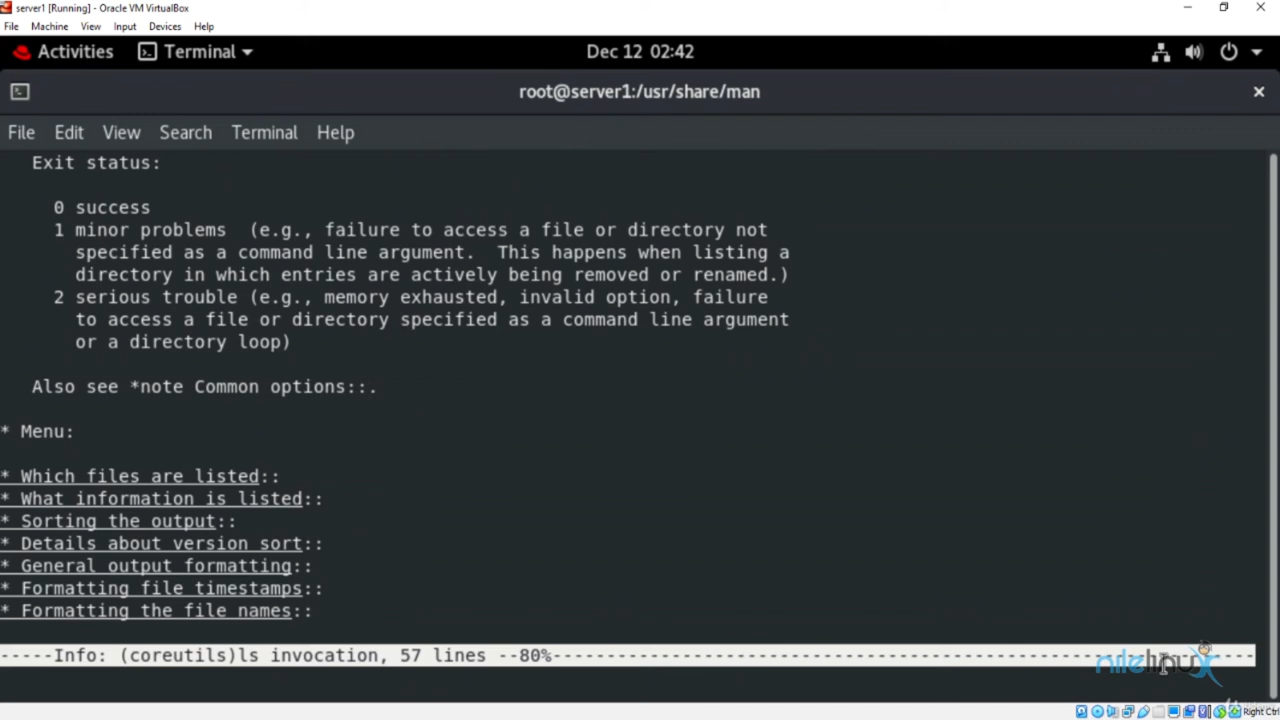 server1 [Running] - Oracle VM VirtualBox
File Machine View Input Devices Help
Activities Terminal Dec 12 02:42
root@server1:/usr/share/man
File Edit View Search Terminal Help
Exit status:
0 success
1 minor problems (e.g., failure to access a file or directory not
specified as a command line argument. This happens when listing a
directory in which entries are actively being removed or renamed.)
2 serious trouble (e.g., memory exhausted, invalid option, failure
to access a file or directory specified as a command line argument
or a directory loop)
Also see *note Common options::.
* Menu:
* Which files are listed::
* What information is listed::
* Sorting the output::
* Details about version sort::
* General output formatting::
* Formatting file timestamps::
* Formatting the file names::
-----Info: (coreutils)ls invocation, 57 lines --80%-----------------------------------------------------------------
nilelinux
Right Ctrl